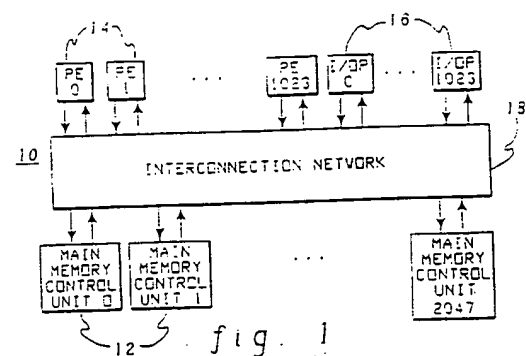 14
16
PE
0
PE
1
...
PE
1023
I/OP
0
...
I/OP
1023
10
INTERCONNECTION NETWORK
18
MAIN
MEMORY
CONTROL
UNIT 0
MAIN
MEMORY
CONTROL
UNIT 1
...
MAIN
MEMORY
CONTROL
UNIT
2047
12
fig. 1